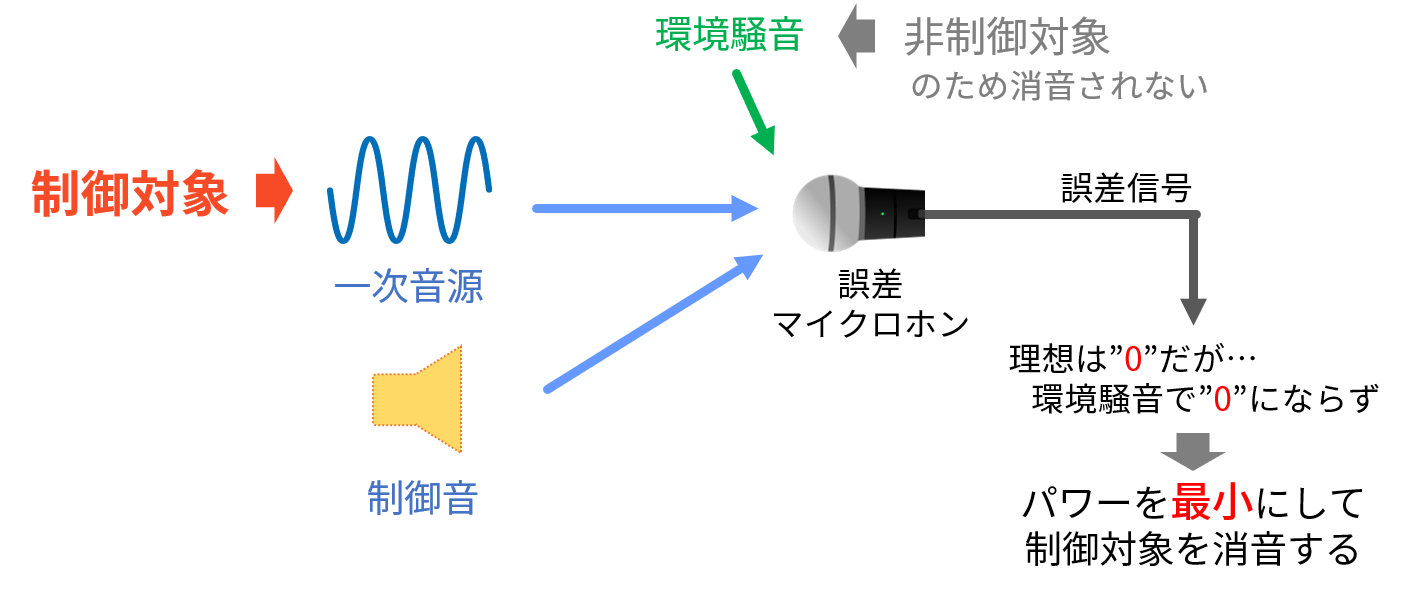 環境騒音
非制御対象
のため消音されない
制御対象
誤差信号
一次音源
誤差
マイクロホン
理想は”0”だが…
環境騒音で”0”にならず
制御音
パワーを最小にして
制御対象を消音する